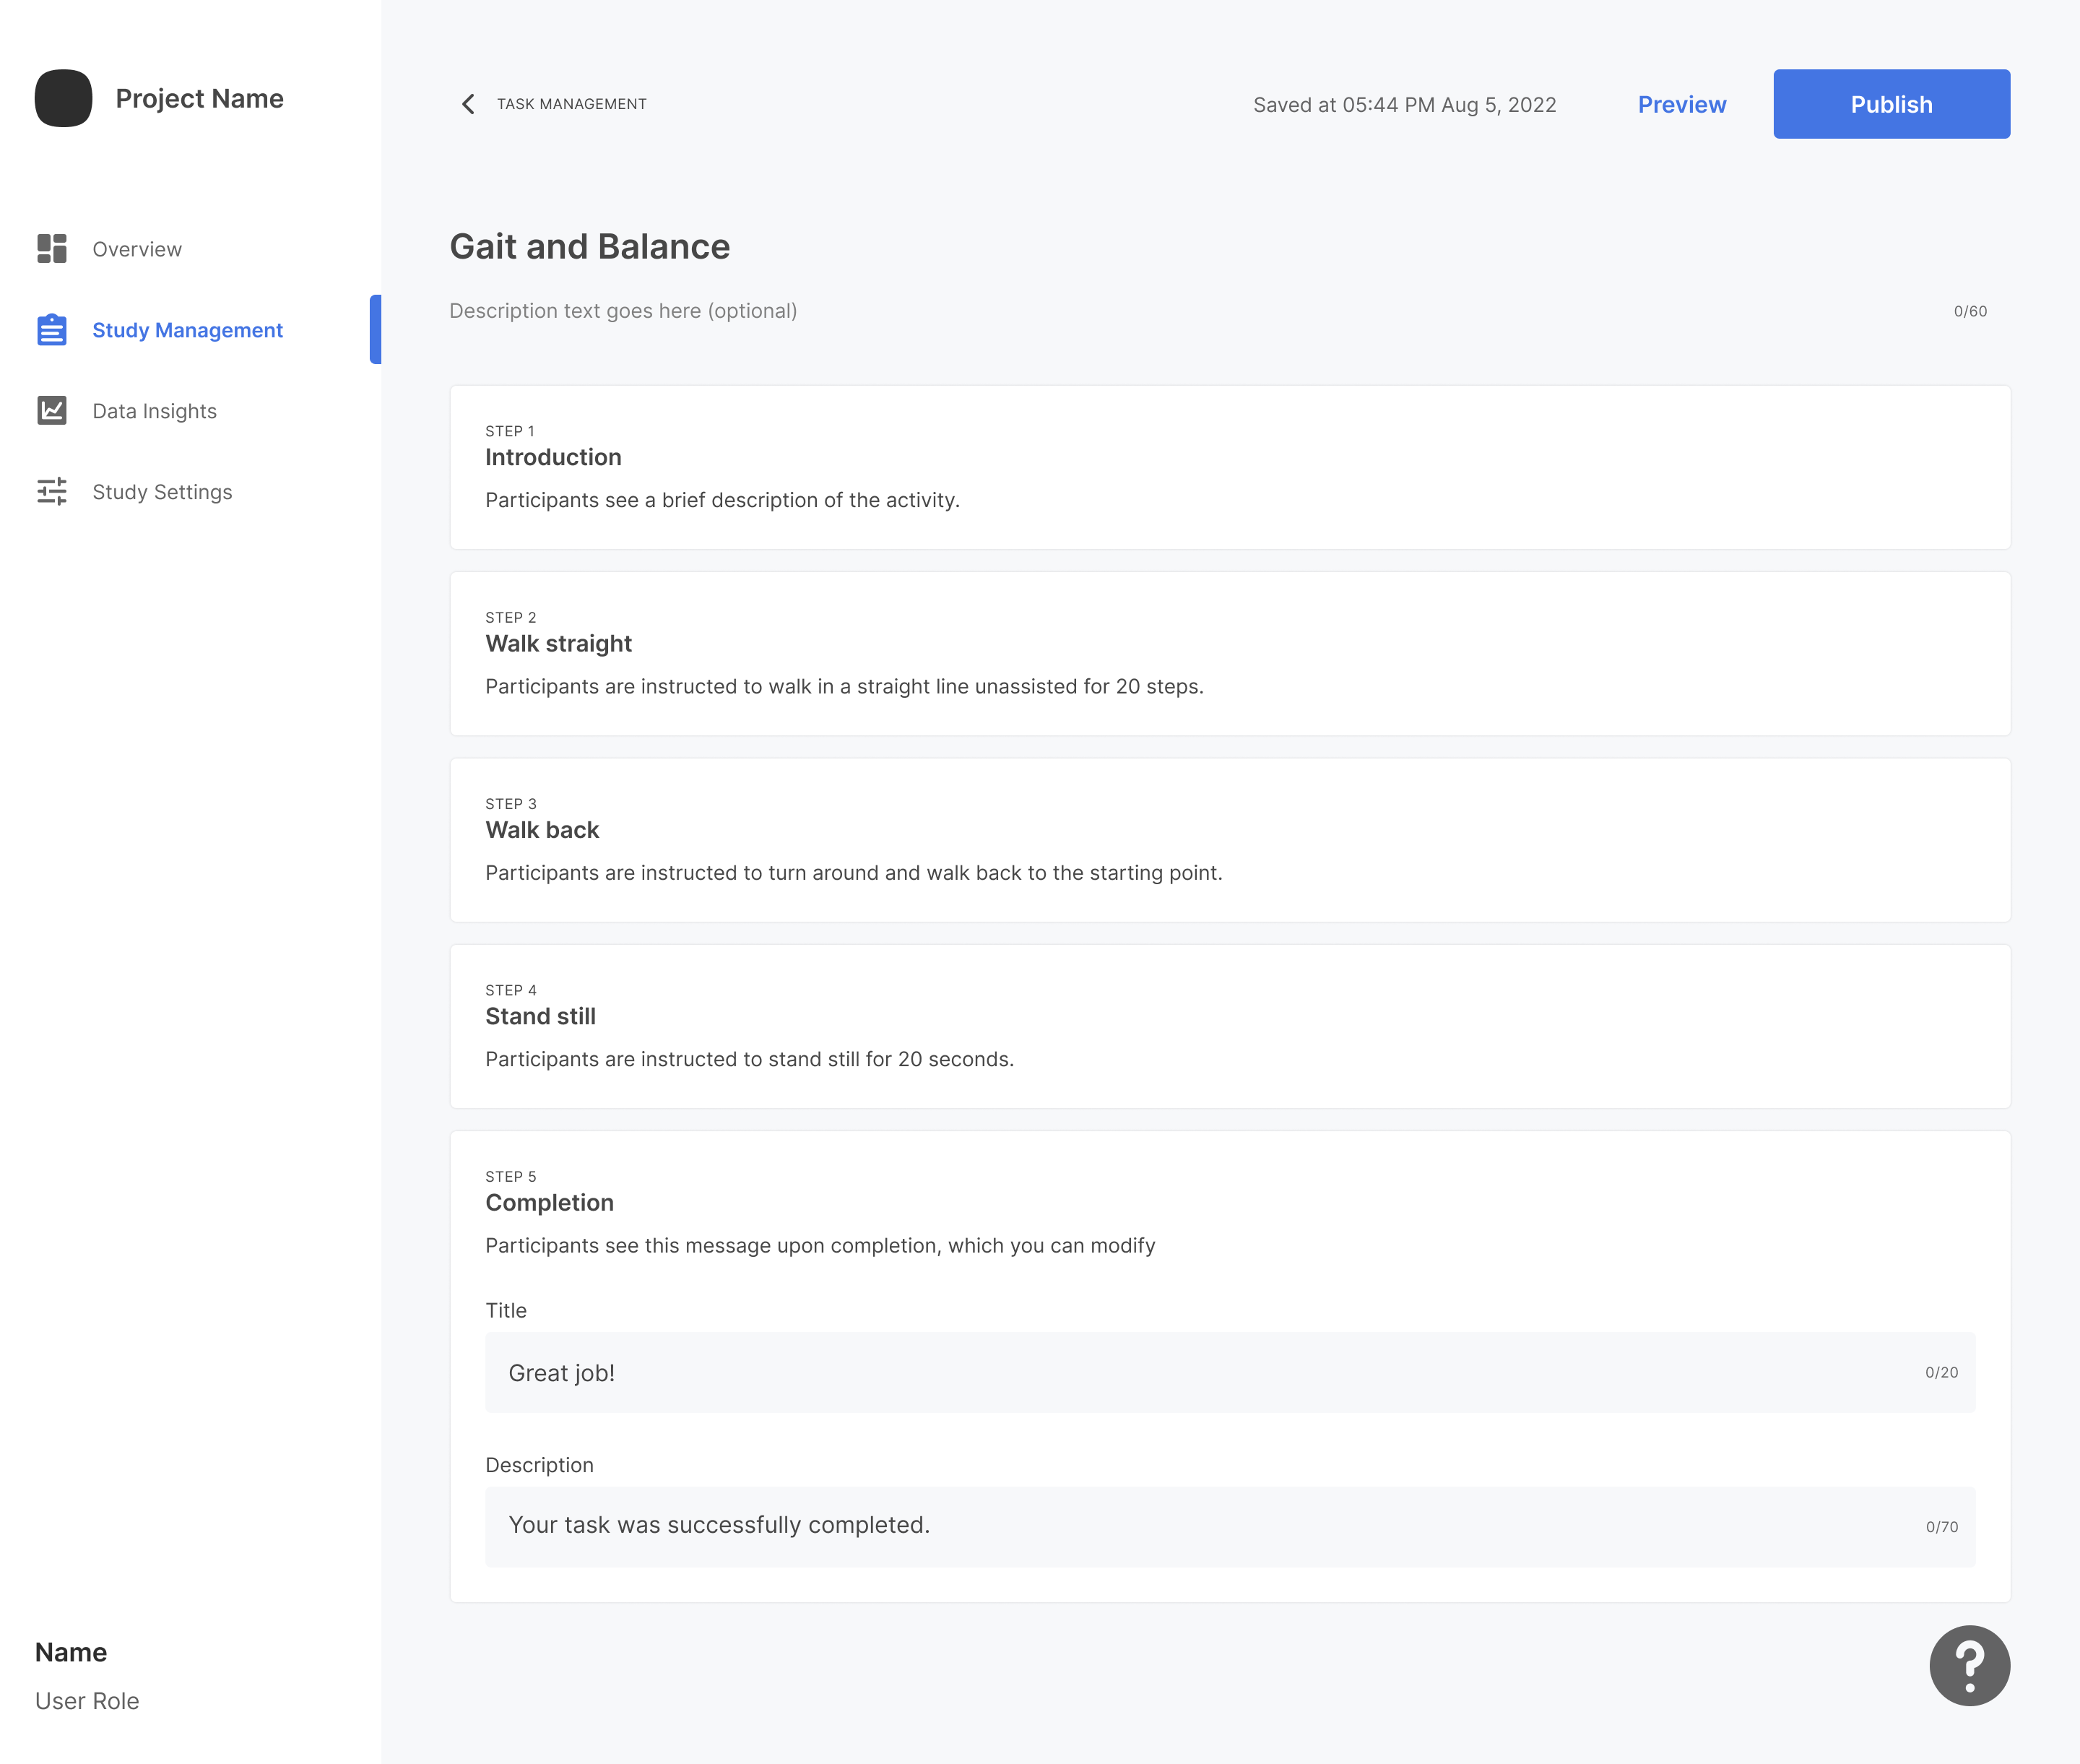 Project Name
Overview
Study Management
Data Insights
Study Settings
Name
User Role
TASK MANAGEMENT
Saved at 05:44 PM Aug 5, 2022
Preview
Publish
Gait and Balance
Description text goes here (optional)
0/60
STEP 1
Introduction
Participants see a brief description of the activity.
STEP 2
Walk straight
Participants are instructed to walk in a straight line unassisted for 20 steps.
STEP 3
Walk back
Participants are instructed to turn around and walk back to the starting point.
STEP 4
Stand still
Participants are instructed to stand still for 20 seconds.
STEP 5
Completion
Participants see this message upon completion, which you can modify
Title
Great job!
0/20
Description
Your task was successfully completed.
0/70
?